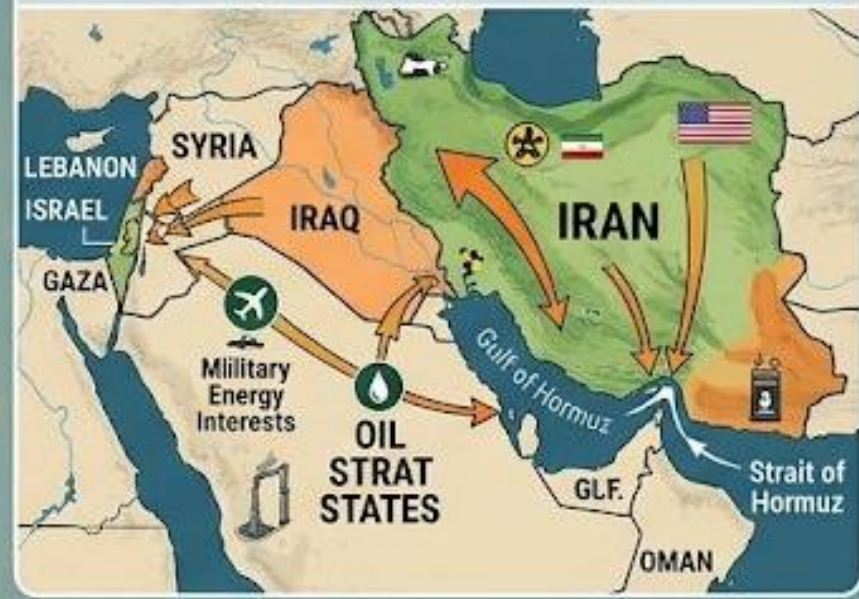 LEBANON
SYRIA
ISRAEL
IRAQ
IRAN
GAZA
Miilitary
Energy
Interests
OIL
STRAT
STATES
Gulf of Hormuz
GLF.
Strait of
Hormuz
OMAN